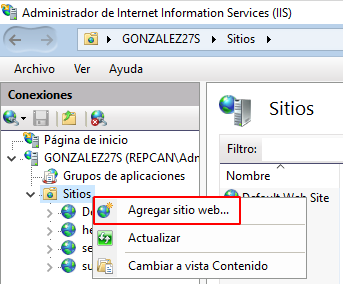 Administrador de Internet Information Services (IIS)
GONZALEZ27S
Sitios
Archivo Ver Ayuda
Conexiones
Página de inicio
GONZALEZ27S (REPCAN\Adm
Grupos de aplicaciones
Sitios
De
he
se
su
Agregar sitio web...
Actualizar
Cambiar a vista Contenido
Sitios
Filtro:
Nombre
Default Web Site